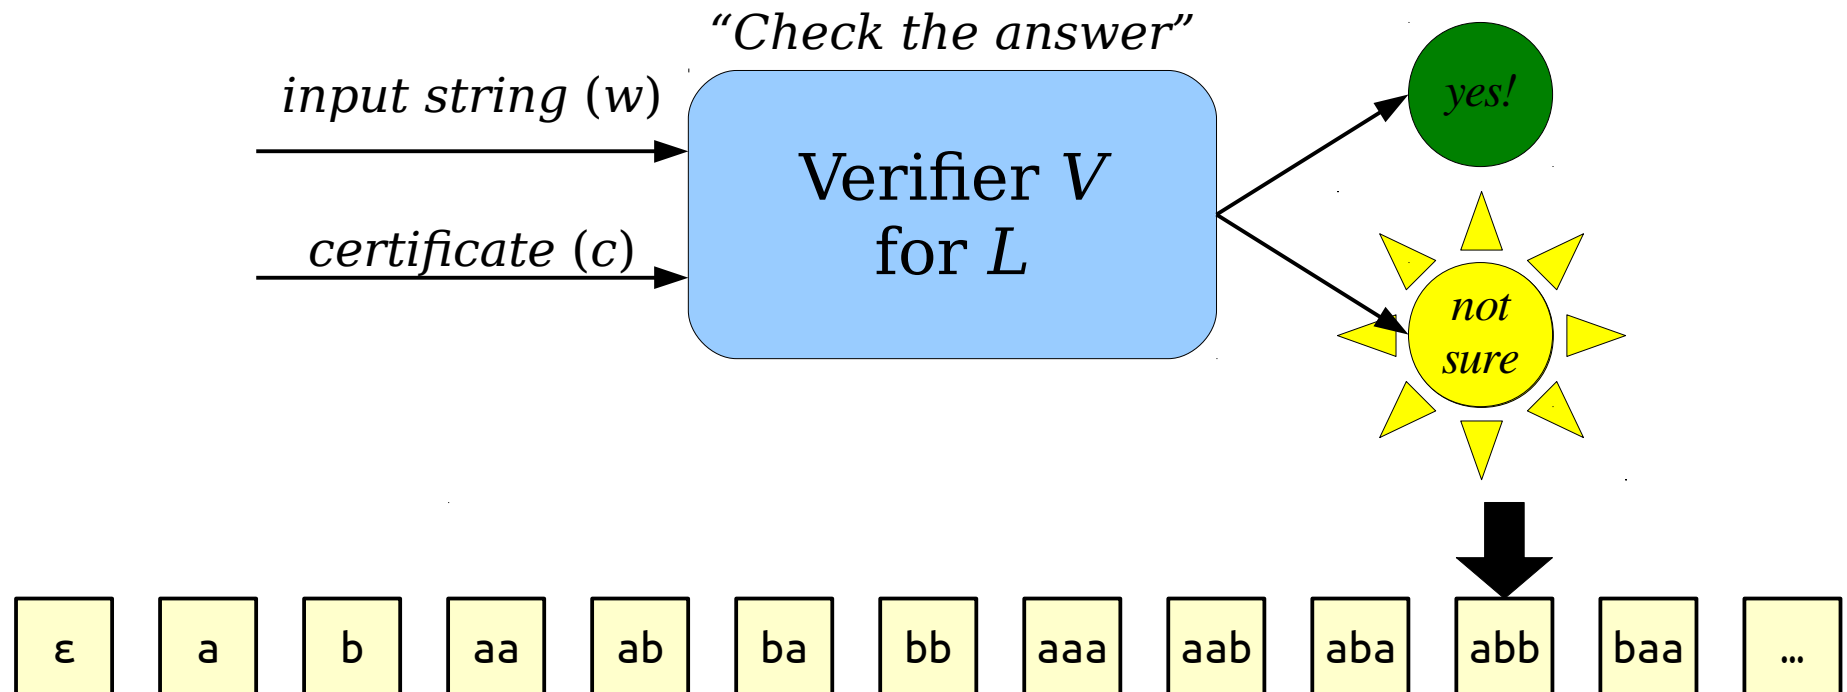 “Check the answer”
input string (w)
certificate (c)
Verifier V
for L
yes!
not
sure
ε a b aa ab ba bb aaa aab aba abb baa …